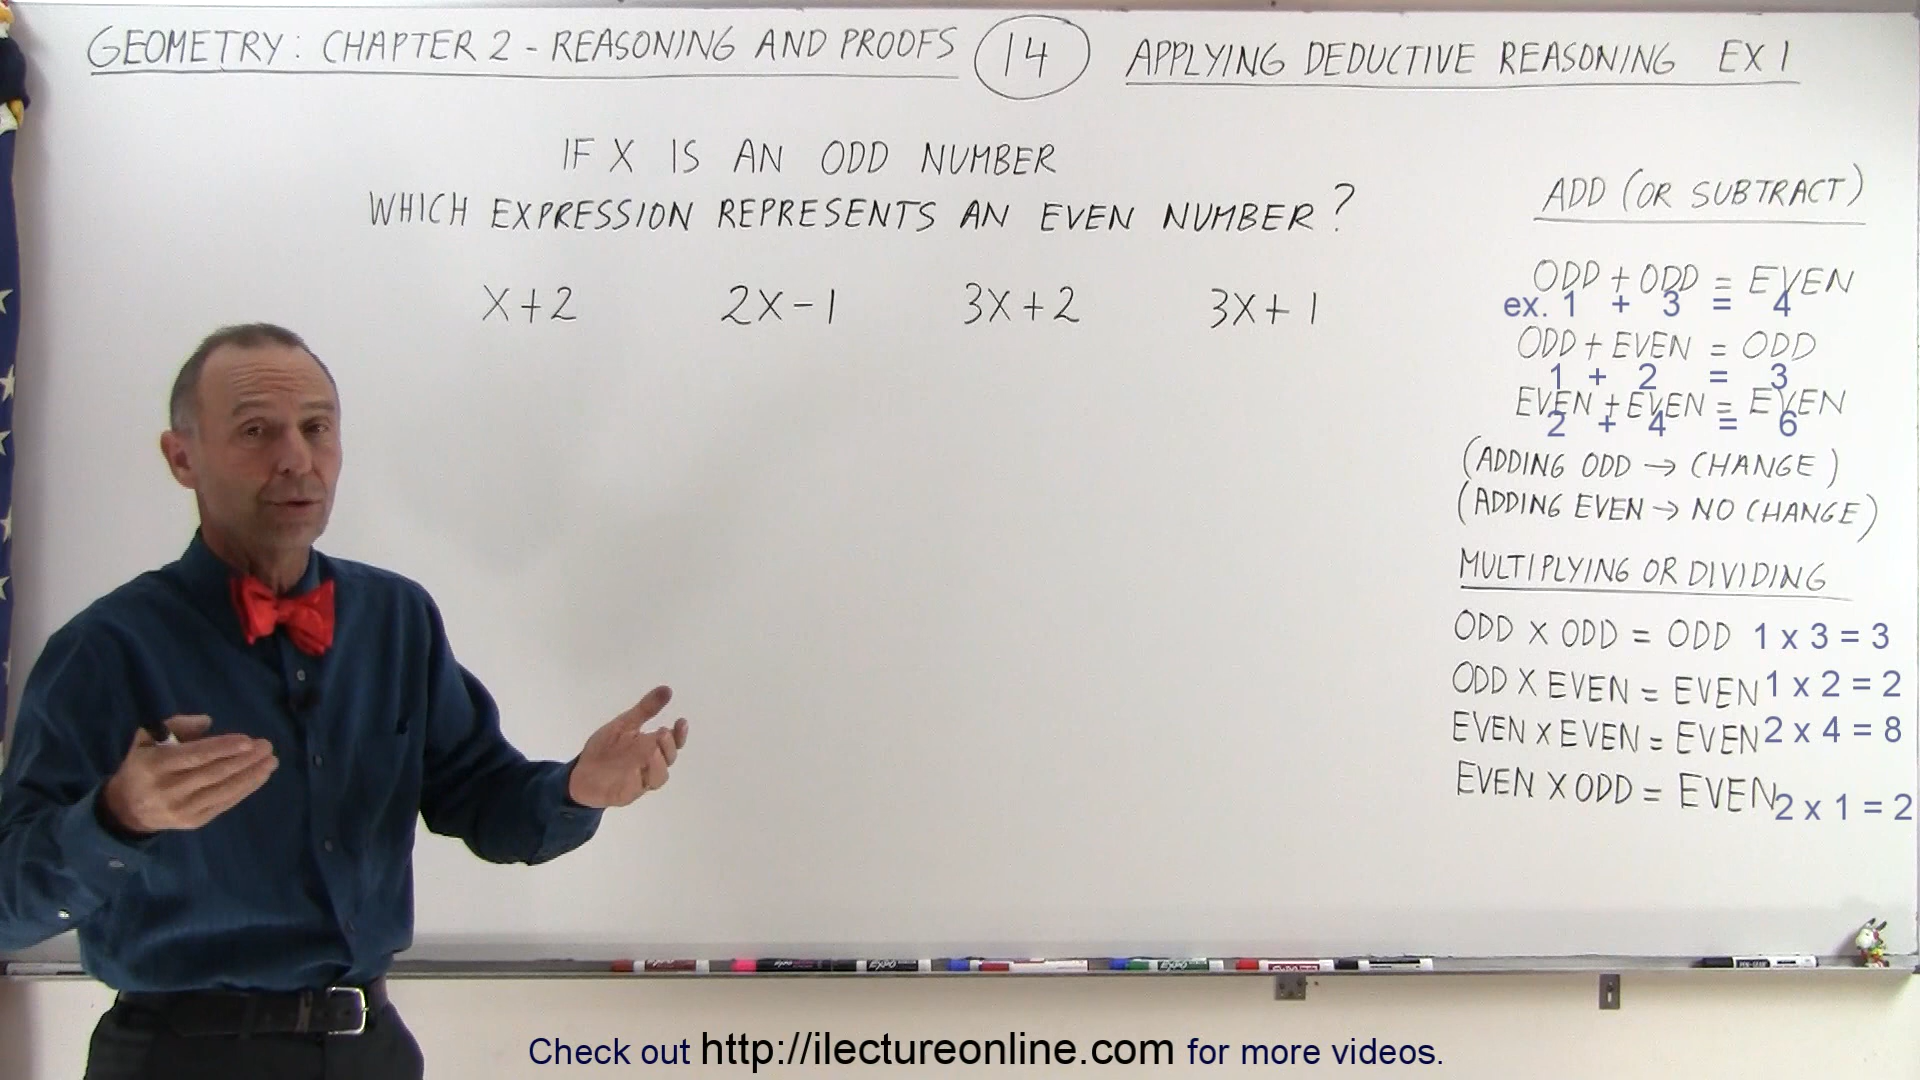 GEOMETRY: CHAPTER 2 - REASONING AND PROOFS 14 APPLYING DEDUCTIVE REASONING EX 1
IF X IS AN ODD NUMBER
WHICH EXPRESSION REPRESENTS AN EVEN NUMBER?
X+2 2X-1 3X+2 3X+1
ADD (OR SUBTRACT)
ODD + ODD = EVEN
ex. 1 + 3 = 4
ODD + EVEN = ODD
1 + 2 = 3
EVEN + EVEN = EVEN
2 + 4 = 6
(ADDING ODD → CHANGE)
(ADDING EVEN → NO CHANGE)
MULTIPLYING OR DIVIDING
ODD X ODD = ODD 1 x 3 = 3
ODD X EVEN = EVEN 1 x 2 = 2
EVEN X EVEN = EVEN 2 x 4 = 8
EVEN X ODD = EVEN 2 x 1 = 2
EXPO
Check out http://ilectureonline.com for more videos.